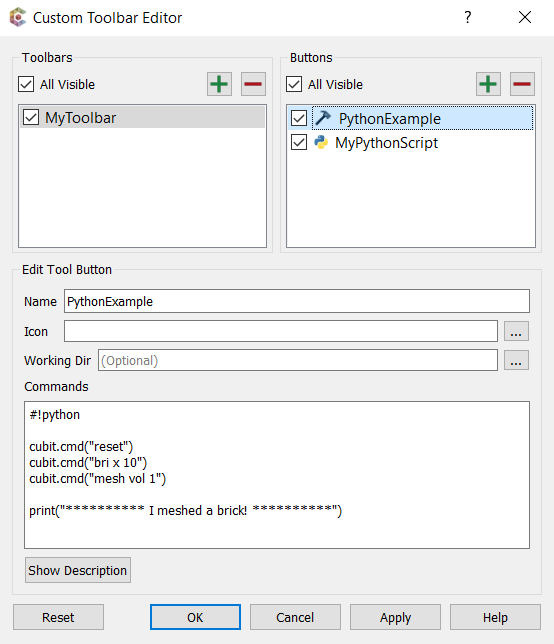 Custom Toolbar Editor
?
Toolbars
All Visible
MyToolbar
Buttons
All Visible
PythonExample
MyPythonScript
Edit Tool Button
Name PythonExample
Icon ...
Working Dir (Optional) ...
Commands
#!python
cubit.cmd("reset")
cubit.cmd("bri x 10")
cubit.cmd("mesh vol 1")
print("********** I meshed a brick! **********")
Show Description
Reset OK Cancel Apply Help